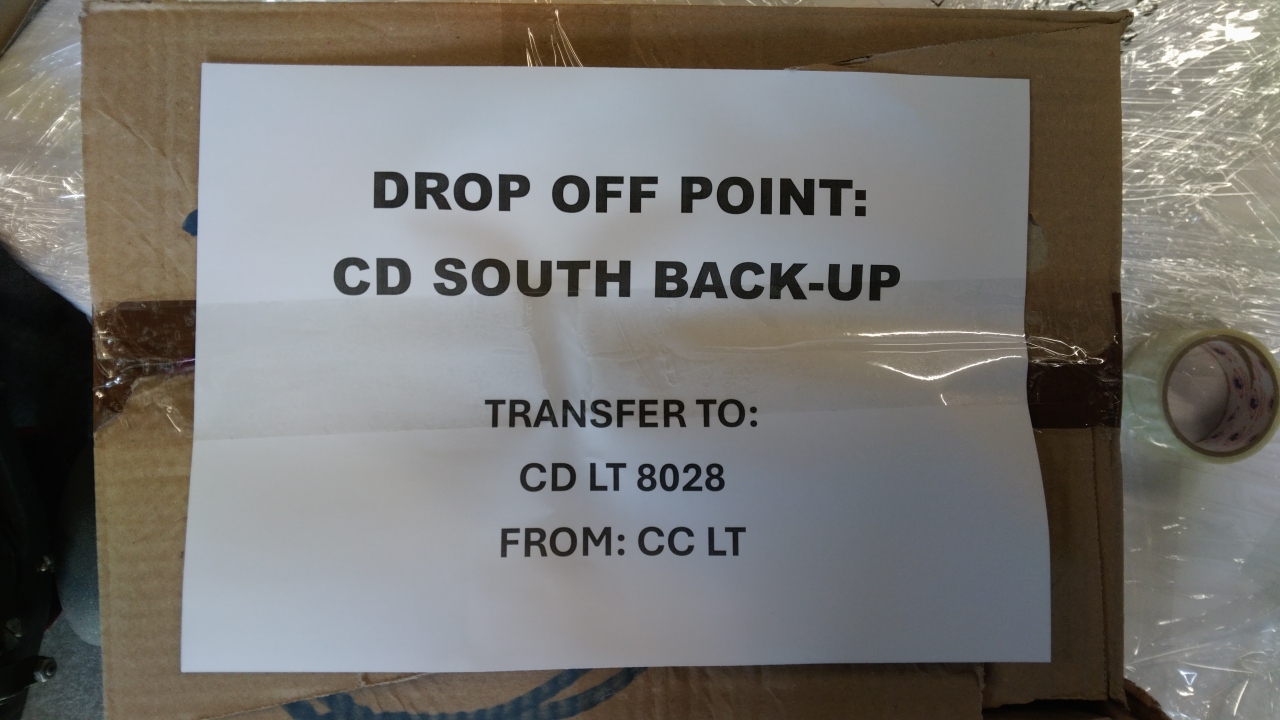 DROP OFF POINT:
CD SOUTH BACK-UP
TRANSFER TO:
CD LT 8028
FROM: CC LT